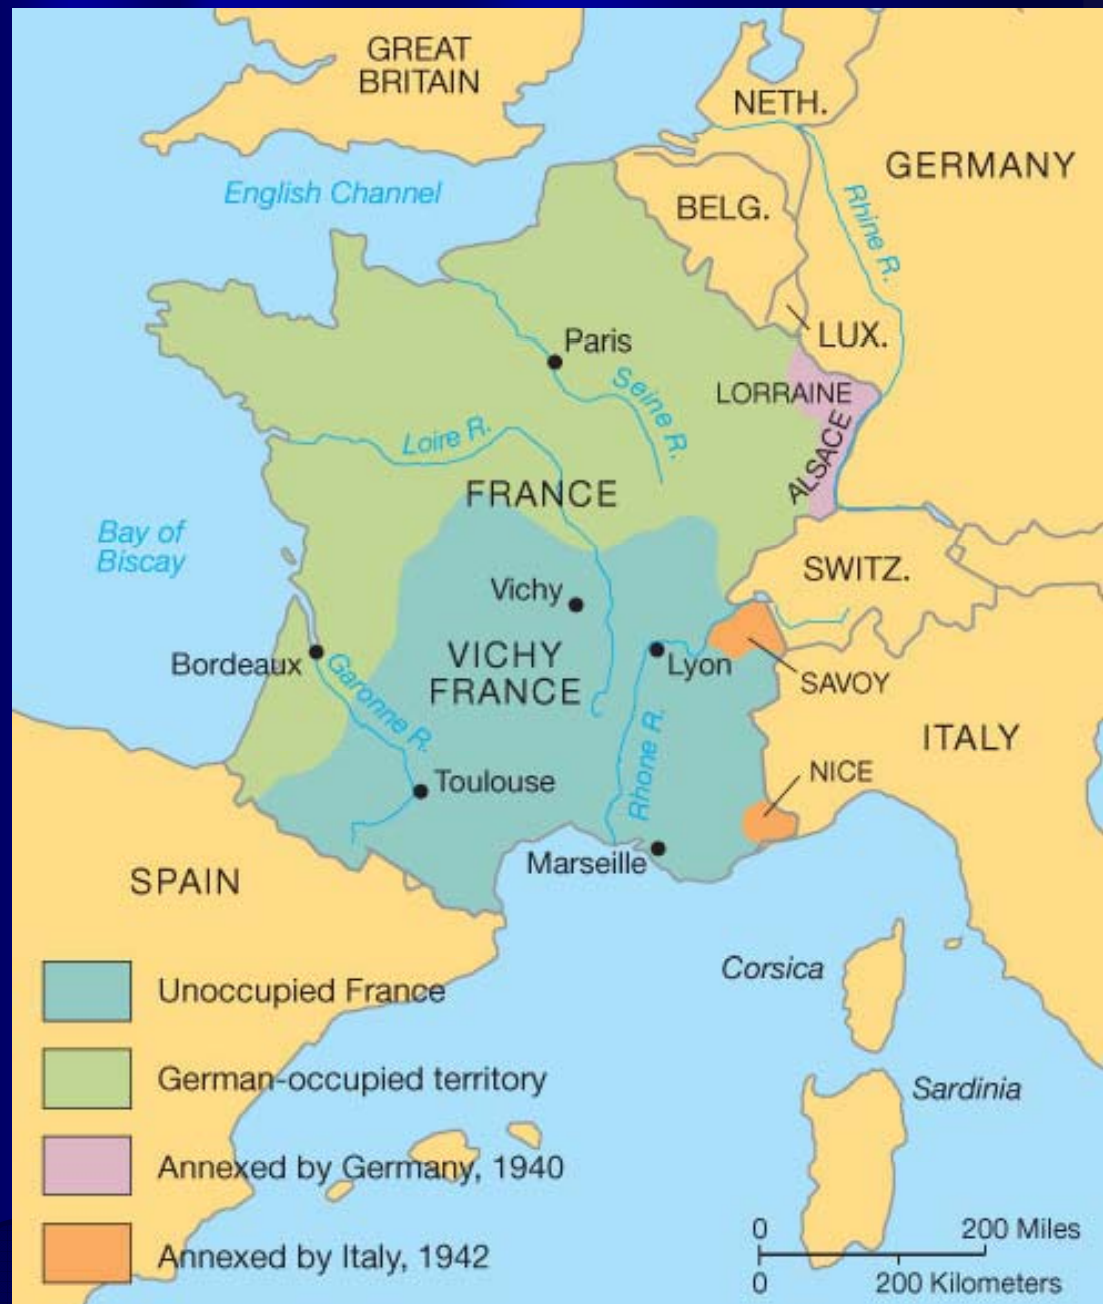 GREAT
BRITAIN
NETH.
GERMANY
English Channel
BELG.
Rhine R.
LUX.
Paris
Seine R.
LORRAINE
ALSACE
Loire R.
FRANCE
Bay of
Biscay
SWITZ.
Vichy
VICHY
FRANCE
Bordeaux
Garonne R.
Lyon
SAVOY
ITALY
Rhone R.
NICE
Toulouse
Marseille
SPAIN
Corsica
Sardinia
Unoccupied France
German-occupied territory
Annexed by Germany, 1940
Annexed by Italy, 1942
0 200 Miles
0 200 Kilometers